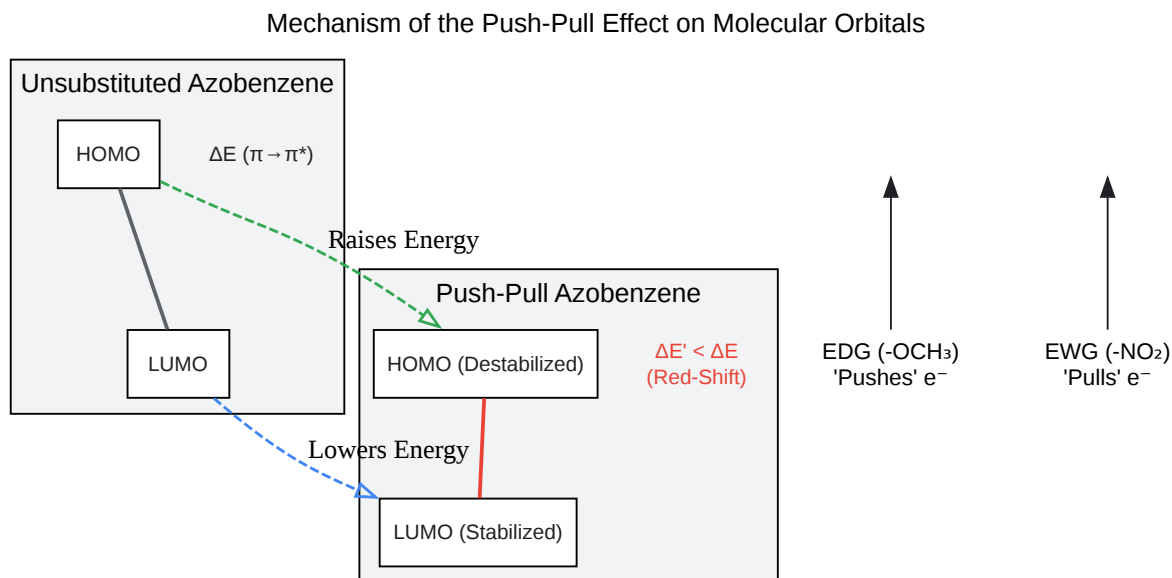 Mechanism of the Push-Pull Effect on Molecular Orbitals
Unsubstituted Azobenzene
HOMO
ΔE (π→π*)
Raises Energy
LUMO
Push-Pull Azobenzene
HOMO (Destabilized)
ΔE' < ΔE
(Red-Shift)
Lowers Energy
LUMO (Stabilized)
EDG (-OCH₃)
'Pushes' e⁻
EWG (-NO₂)
'Pulls' e⁻